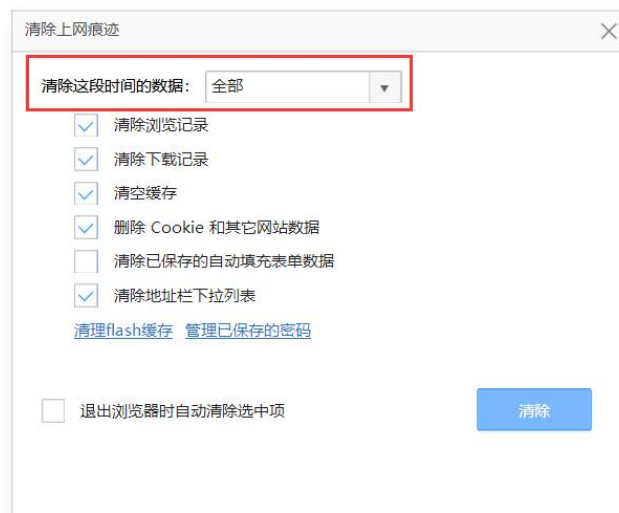 清除上网痕迹
清除这段时间的数据： 全部
清除浏览记录
清除下载记录
清空缓存
删除 Cookie 和其它网站数据
清除已保存的自动填充表单数据
清除地址栏下拉列表
清理flash缓存 管理已保存的密码
退出浏览器时自动清除选中项 清除